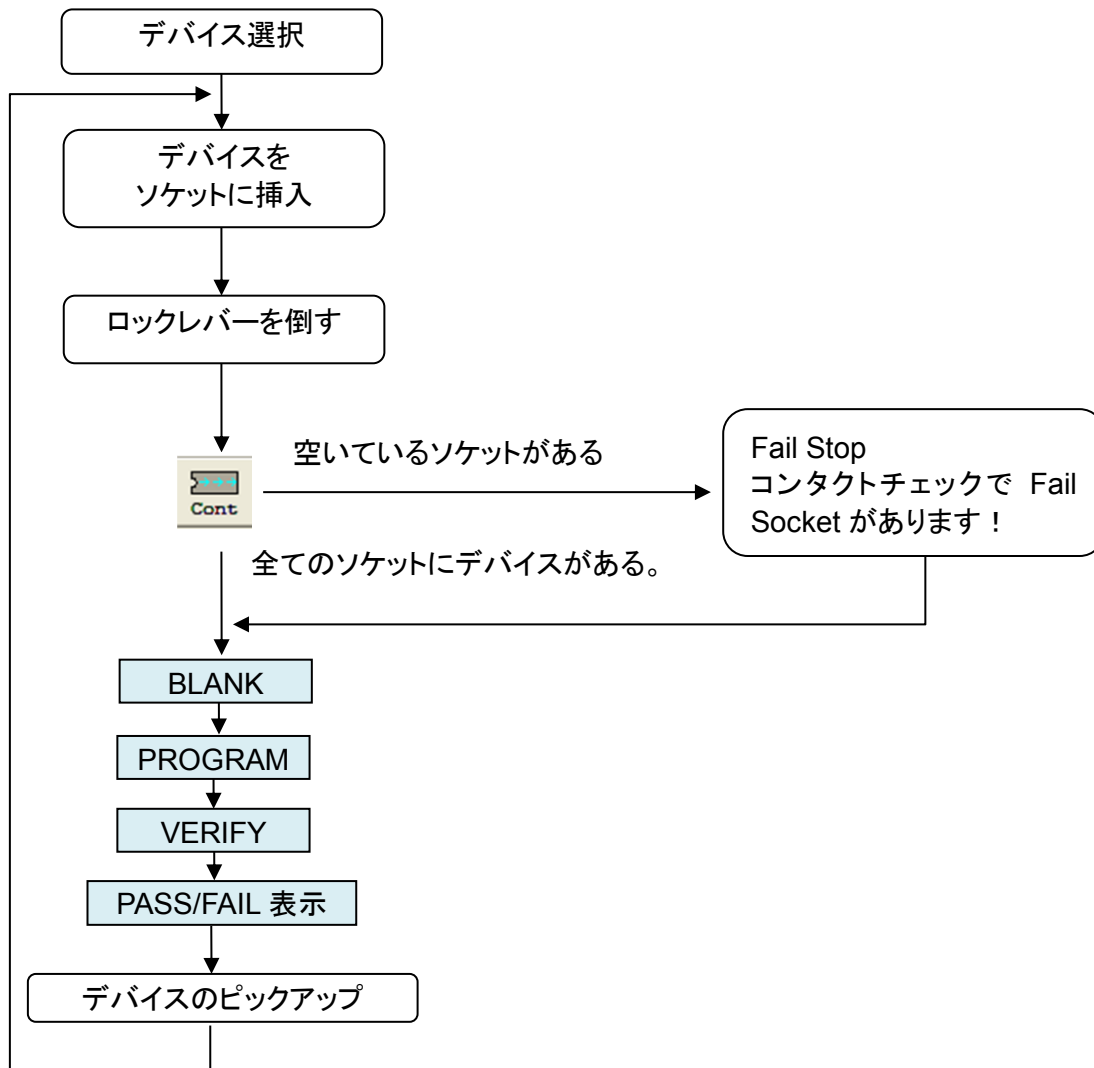 デバイス選択
デバイスを
ソケットに挿入
ロックレバーを倒す
Cont
空いているソケットがある
Fail Stop
コンタクトチェックで Fail
Socket があります！
全てのソケットにデバイスがある。
BLANK
PROGRAM
VERIFY
PASS/FAIL 表示
デバイスのピックアップ